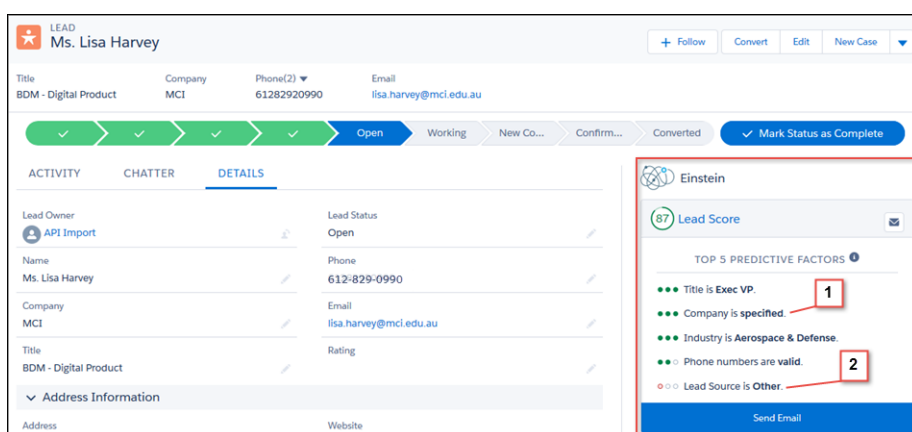 LEAD
Ms. Lisa Harvey
+ Follow Convert Edit New Case
Title Company Phone(2) Email
BDM - Digital Product MCI 61282920990 lisa.harvey@mci.edu.au
Open Working New Co... Confirm... Converted Mark Status as Complete
ACTIVITY CHATTER DETAILS
Lead Owner Lead Status
API Import Open
Name Phone
Ms. Lisa Harvey 612-829-0990
Company Email
MCI lisa.harvey@mci.edu.au
Title Rating
BDM - Digital Product
Address Information
Address Website
Einstein
87 Lead Score
TOP 5 PREDICTIVE FACTORS
Title is Exec VP.
1
Company is specified.
Industry is Aerospace & Defense.
Phone numbers are valid.
2
Lead Source is Other.
Send Email